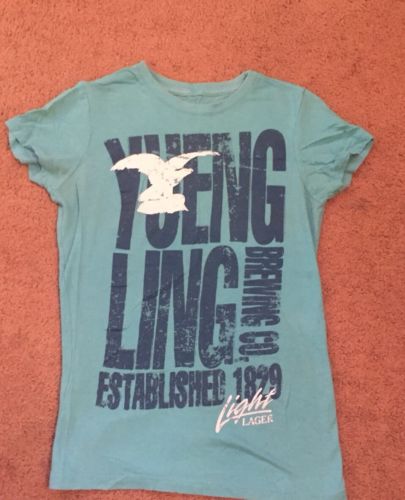 YUENG
LING
BREWING CO.
ESTABLISHED 1829
Light
LAGER